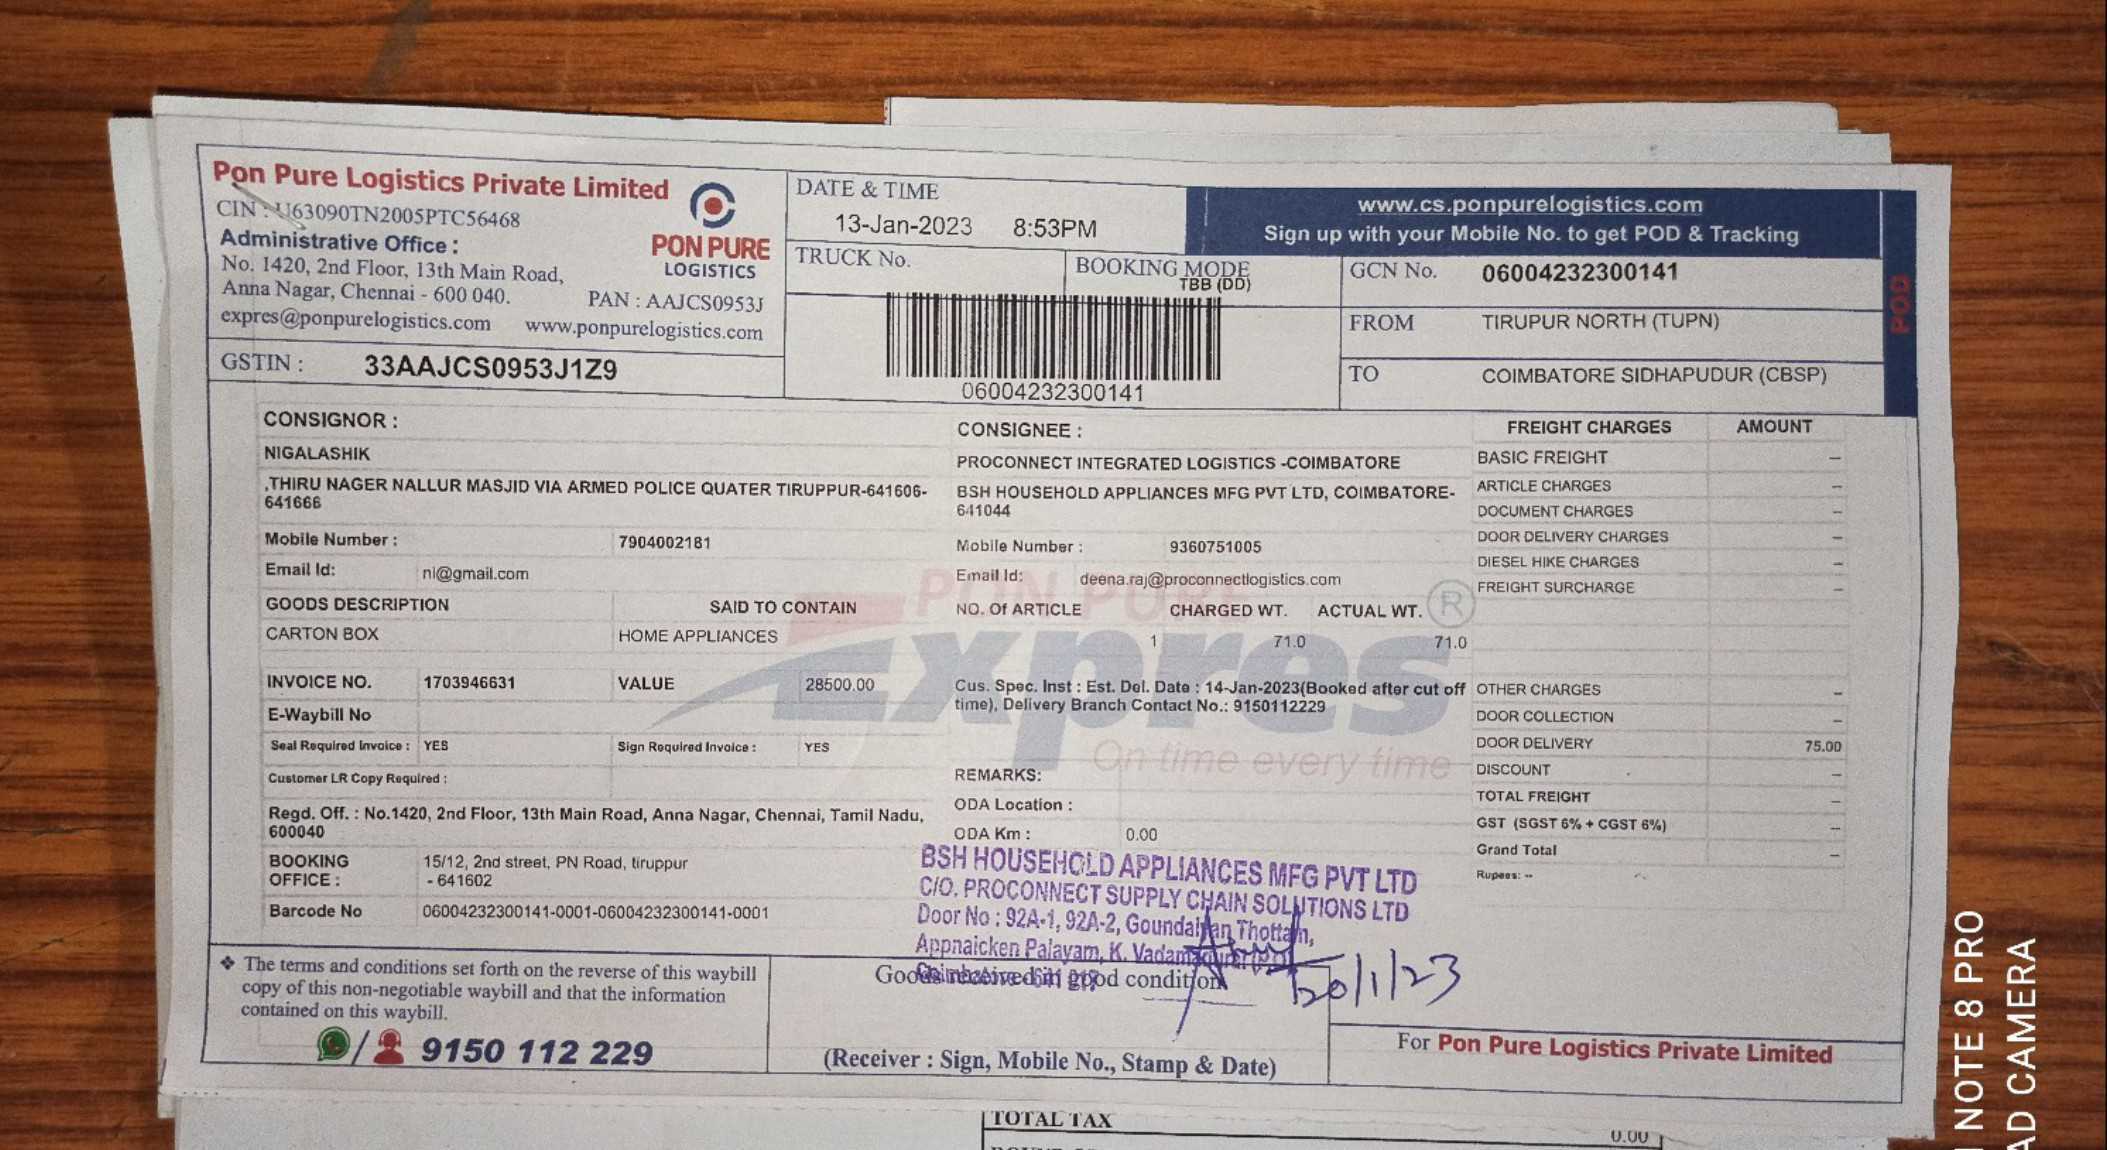 Pon Pure Logistics Private Limited
CIN : U63090TN2005PTC56468
Administrative Office :
No. 1420, 2nd Floor, 13th Main Road,
Anna Nagar, Chennai - 600 040.
expres@ponpurelogistics.com www.ponpurelogistics.com
PON PURE
LOGISTICS
PAN : AAJCS0953J
GSTIN : 33AAJCS0953J1Z9
DATE & TIME
13-Jan-2023 8:53PM
TRUCK No.
BOOKING MODE
TBB (DD)
06004232300141
www.cs.ponpurelogistics.com
Sign up with your Mobile No. to get POD & Tracking
GCN No. 06004232300141
FROM TIRUPUR NORTH (TUPN)
TO COIMBATORE SIDHAPUDUR (CBSP)
POD
CONSIGNOR :
NIGALASHIK
,THIRU NAGER NALLUR MASJID VIA ARMED POLICE QUATER TIRUPPUR-641606-
641666
Mobile Number : 7904002181
Email Id: ni@gmail.com
GOODS DESCRIPTION SAID TO CONTAIN
CARTON BOX HOME APPLIANCES
INVOICE NO. 1703946631 VALUE 28500.00
E-Waybill No
Seal Required Invoice : YES Sign Required Invoice : YES
Customer LR Copy Required :
Regd. Off. : No.1420, 2nd Floor, 13th Main Road, Anna Nagar, Chennai, Tamil Nadu,
600040
BOOKING OFFICE : 15/12, 2nd street, PN Road, tiruppur
- 641602
Barcode No 06004232300141-0001-06004232300141-0001
CONSIGNEE :
PROCONNECT INTEGRATED LOGISTICS -COIMBATORE
BSH HOUSEHOLD APPLIANCES MFG PVT LTD, COIMBATORE-
641044
Mobile Number : 9360751005
Email Id: deena.raj@proconnectlogistics.com
NO. Of ARTICLE CHARGED WT. ACTUAL WT.
1 71.0 71.0
PON PURE
Expres ®
On time every time
Cus. Spec. Inst : Est. Del. Date : 14-Jan-2023(Booked after cut off
time), Delivery Branch Contact No.: 9150112229
REMARKS:
ODA Location :
ODA Km : 0.00
FREIGHT CHARGES AMOUNT
BASIC FREIGHT –
ARTICLE CHARGES –
DOCUMENT CHARGES –
DOOR DELIVERY CHARGES –
DIESEL HIKE CHARGES –
FREIGHT SURCHARGE –
OTHER CHARGES –
DOOR COLLECTION –
DOOR DELIVERY 75.00
DISCOUNT –
TOTAL FREIGHT –
GST (SGST 6% + CGST 6%) –
Grand Total –
Rupees: --
BSH HOUSEHOLD APPLIANCES MFG PVT LTD
C/O. PROCONNECT SUPPLY CHAIN SOLUTIONS LTD
Door No : 92A-1, 92A-2, Goundaiyan Thottam,
Appnaicken Palayam, K.
20/1/23
❖ The terms and conditions set forth on the reverse of this waybill
copy of this non-negotiable waybill and that the information
contained on this waybill.
/ 9150 112 229
Goods received in good condition
(Receiver : Sign, Mobile No., Stamp & Date)
For Pon Pure Logistics Private Limited
TOTAL TAX
0.00
NOTE 8 PRO
AD CAMERA